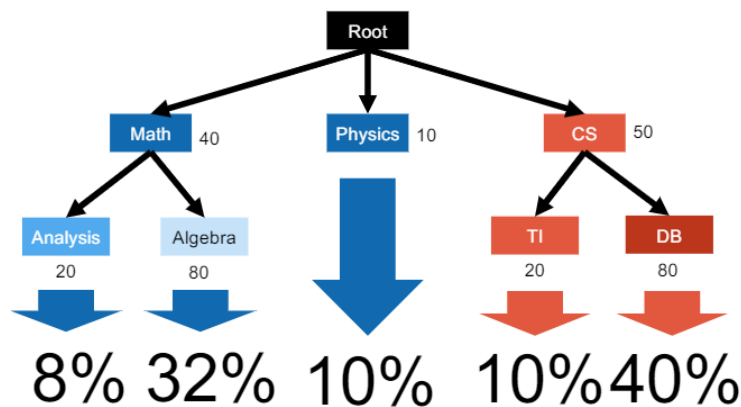 Root
Math 40
Physics 10
CS 50
Analysis
Algebra
TI
DB
20
80
20
80
8% 32% 10% 10% 40%